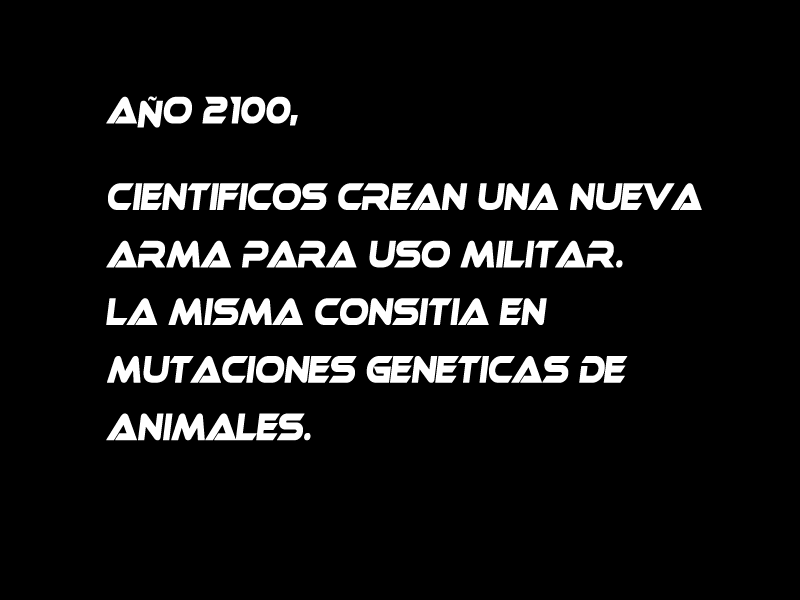 AÑO 2100,
CIENTIFICOS CREAN UNA NUEVA
ARMA PARA USO MILITAR.
LA MISMA CONSITIA EN
MUTACIONES GENETICAS DE
ANIMALES.